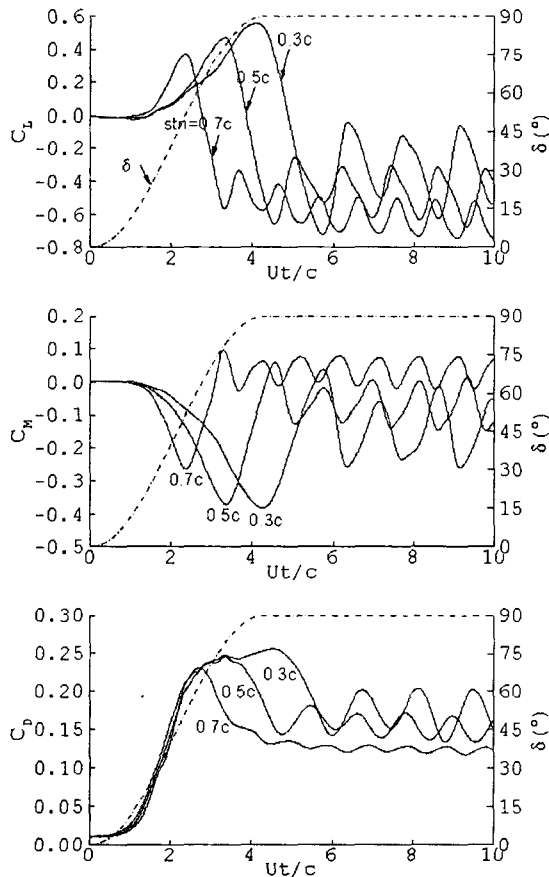 0.6
0.4
0.2
0.0
-0.2
-0.4
-0.6
-0.8
C_L
90
75
60
45
30
15
0
δ(°)
0.3c
0.5c
stn=0.7c
δ
0 2 4 6 8 10
Ut/c
0.2
0.1
0.0
-0.1
-0.2
-0.3
-0.4
-0.5
C_M
90
75
60
45
30
15
0
δ(°)
0.7c
0.5c
0.3c
0 2 4 6 8 10
Ut/c
0.30
0.25
0.20
0.15
0.10
0.05
0.00
C_D
90
75
60
45
30
15
0
δ(°)
0.3c
0.5c
0.7c
0 2 4 6 8 10
Ut/c